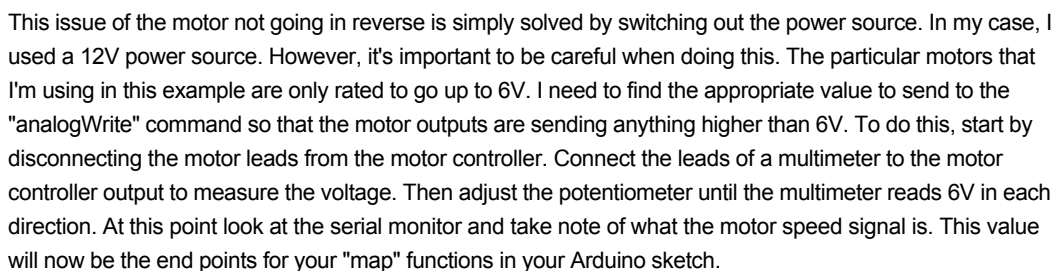 This issue of the motor not going in reverse is simply solved by switching out the power source. In my case, I
used a 12V power source. However, it's important to be careful when doing this. The particular motors that
I'm using in this example are only rated to go up to 6V. I need to find the appropriate value to send to the
"analogWrite" command so that the motor outputs are sending anything higher than 6V. To do this, start by
disconnecting the motor leads from the motor controller. Connect the leads of a multimeter to the motor
controller output to measure the voltage. Then adjust the potentiometer until the multimeter reads 6V in each
direction. At this point look at the serial monitor and take note of what the motor speed signal is. This value
will now be the end points for your "map" functions in your Arduino sketch.